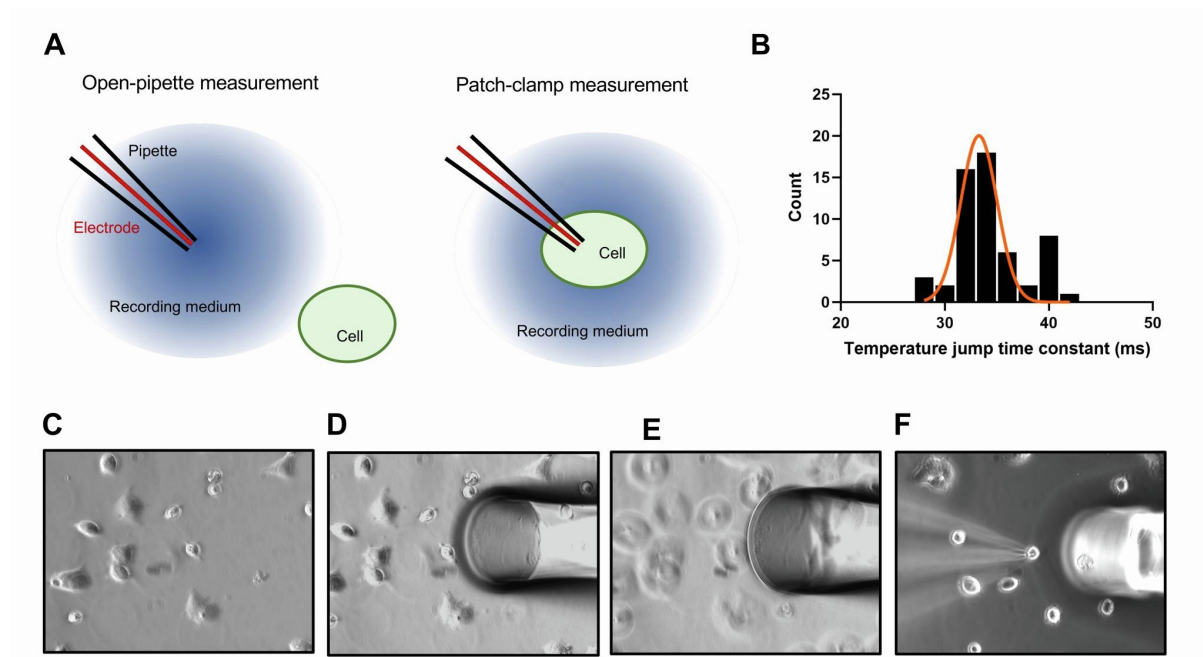 A
Open-pipette measurement
Pipette
Electrode
Recording medium
Cell
Patch-clamp measurement
Cell
Recording medium
B
25
20
15
10
5
0
Count
20 30 40 50
Temperature jump time constant (ms)
C
D
E
F